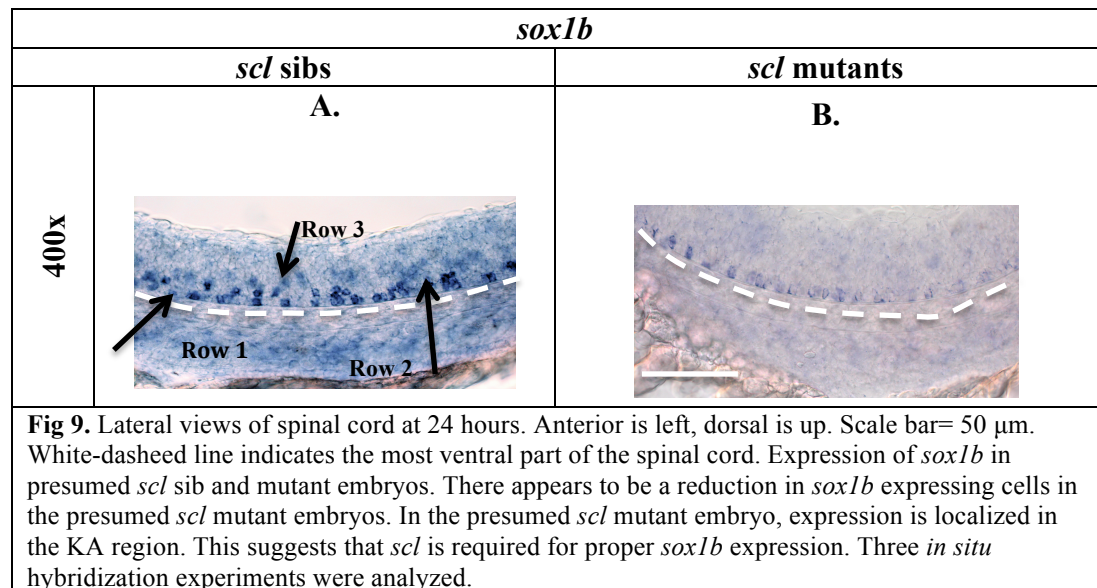 sox1b
scl sibs
scl mutants
400x
A.
B.
Row 3
Row 1
Row 2
Fig 9. Lateral views of spinal cord at 24 hours. Anterior is left, dorsal is up. Scale bar= 50 μm.
White-dasheed line indicates the most ventral part of the spinal cord. Expression of sox1b in
presumed scl sib and mutant embryos. There appears to be a reduction in sox1b expressing cells in
the presumed scl mutant embryos. In the presumed scl mutant embryo, expression is localized in
the KA region. This suggests that scl is required for proper sox1b expression. Three in situ
hybridization experiments were analyzed.